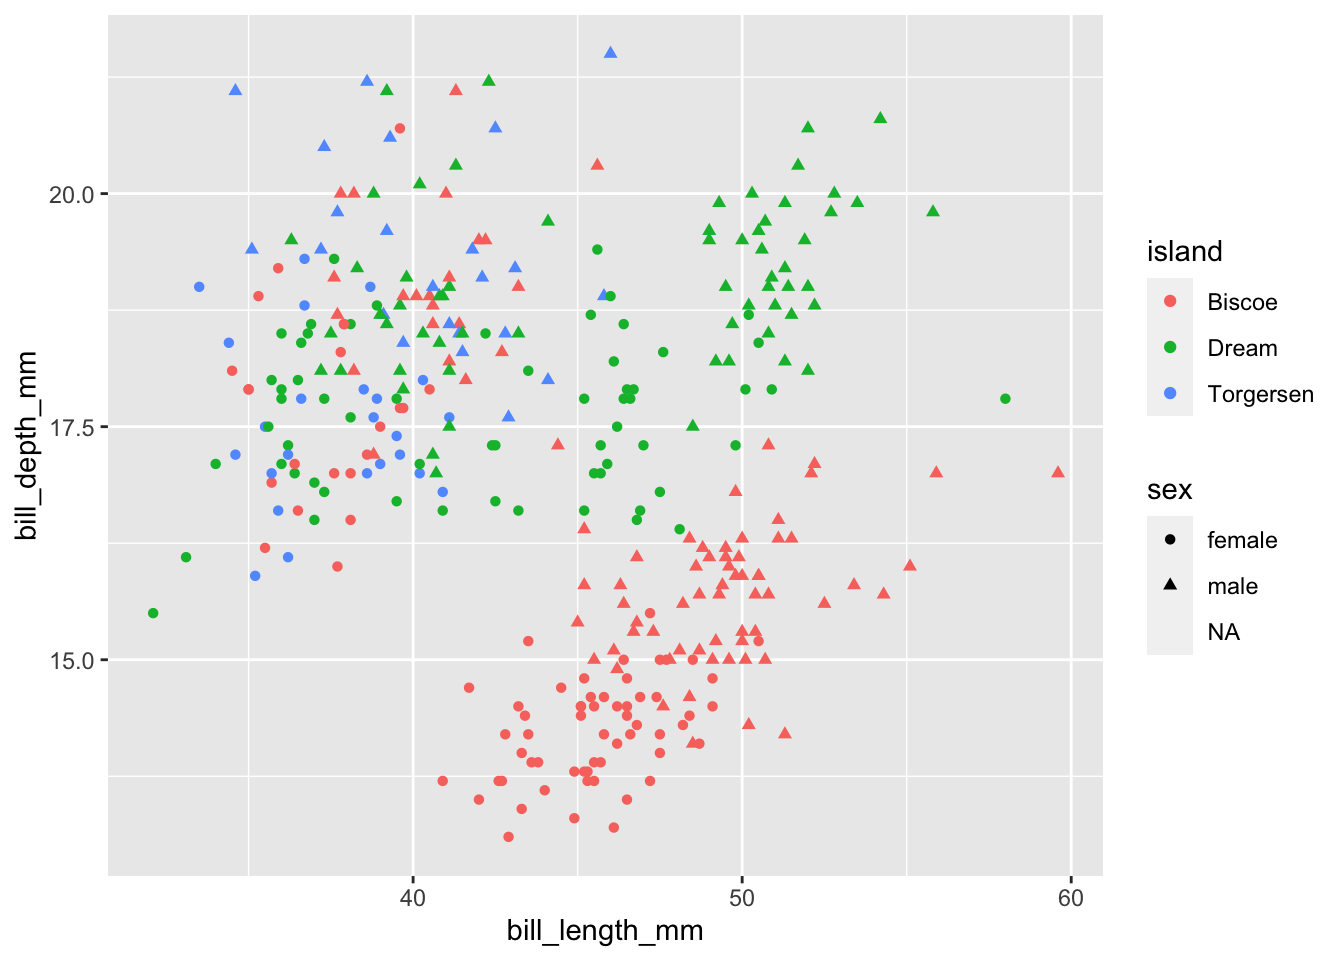 20.0
17.5
15.0
bill_depth_mm
40
50
60
bill_length_mm
island
Biscoe
Dream
Torgersen
sex
female
male
NA